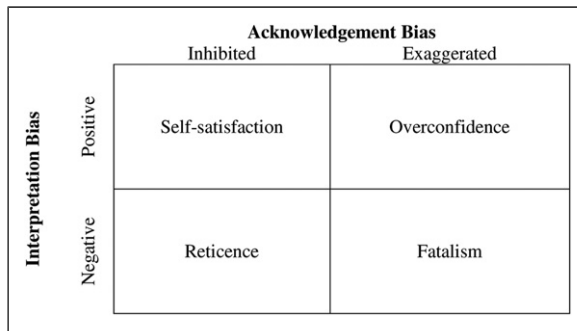 Acknowledgement Bias
Inhibited Exaggerated
Interpretation Bias
Positive
Self-satisfaction Overconfidence
Negative
Reticence Fatalism